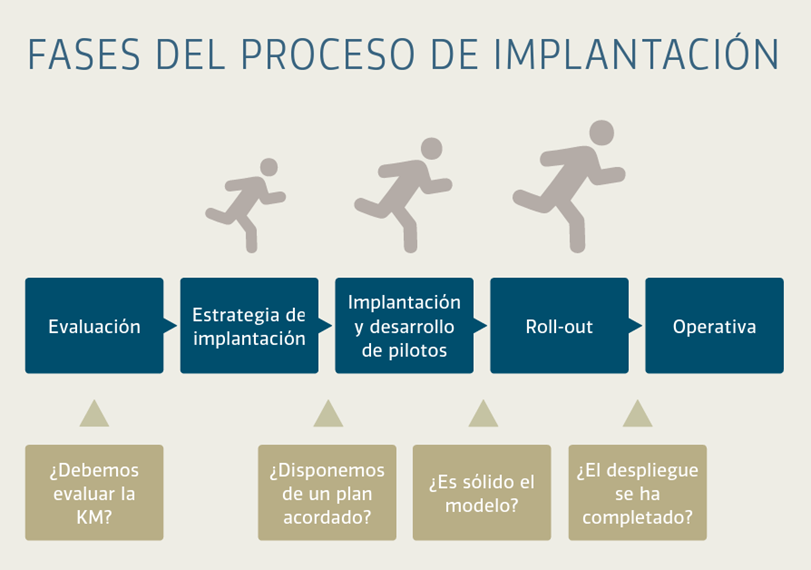 FASES DEL PROCESO DE IMPLANTACIÓN
Evaluación
Estrategia de
implantación
Implantación
y desarrollo
de pilotos
Roll-out
Operativa
¿Debemos
evaluar la
KM?
¿Disponemos
de un plan
acordado?
¿Es sólido el
modelo?
¿El despliegue
se ha
completado?